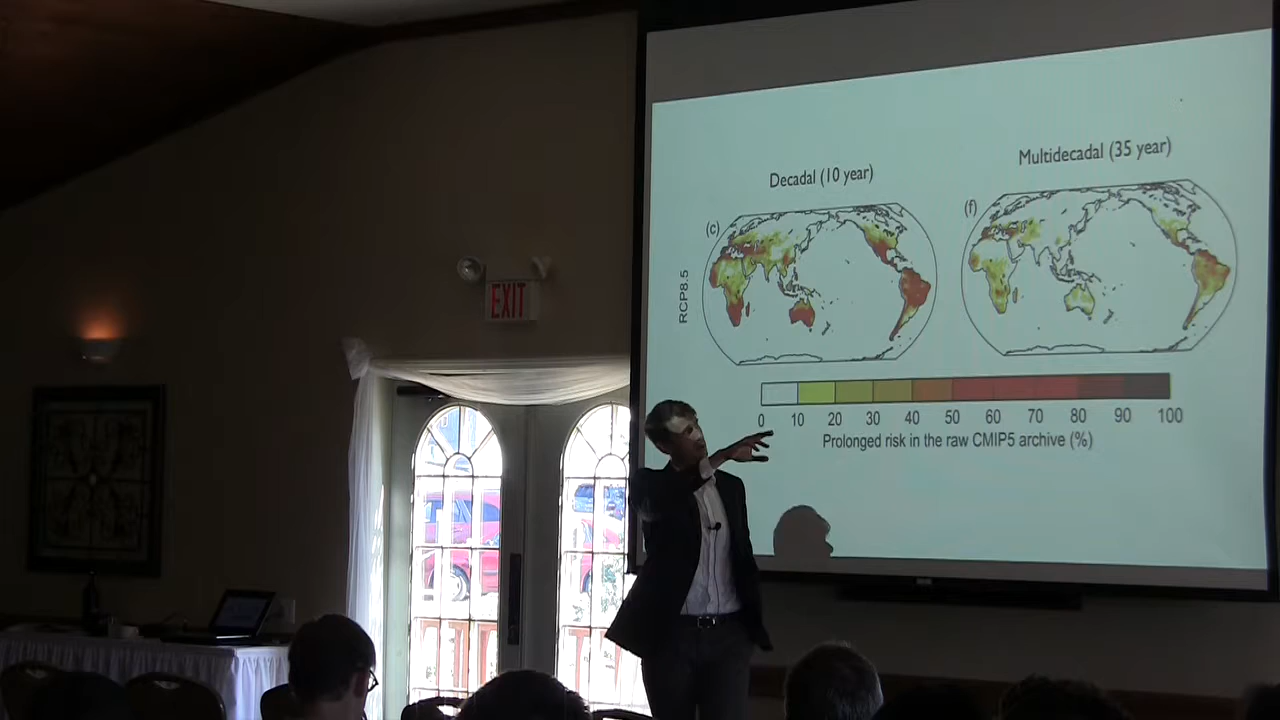 Decadal (10 year)
Multidecadal (35 year)
(c)
(f)
RCP8.5
0 10 20 30 40 50 60 70 80 90 100
Prolonged risk in the raw CMIP5 archive (%)
EXIT